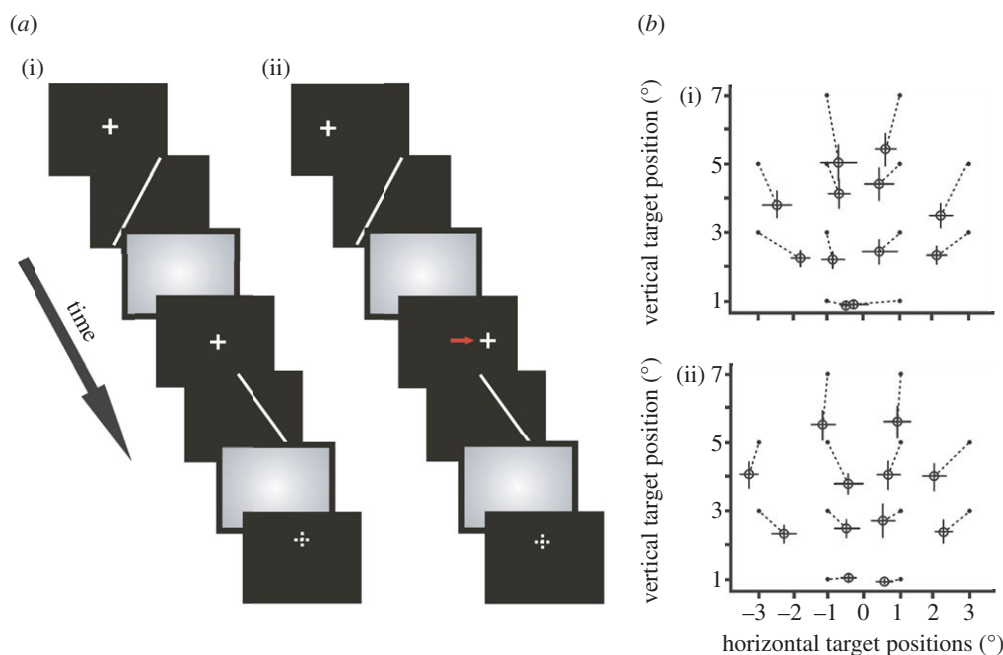 (a)
(i)
(ii)
time
(b)
(i)
vertical target position (°)
7
5
3
1
(ii)
vertical target position (°)
7
5
3
1
–3 –2 –1 0 1 2 3
horizontal target positions (°)